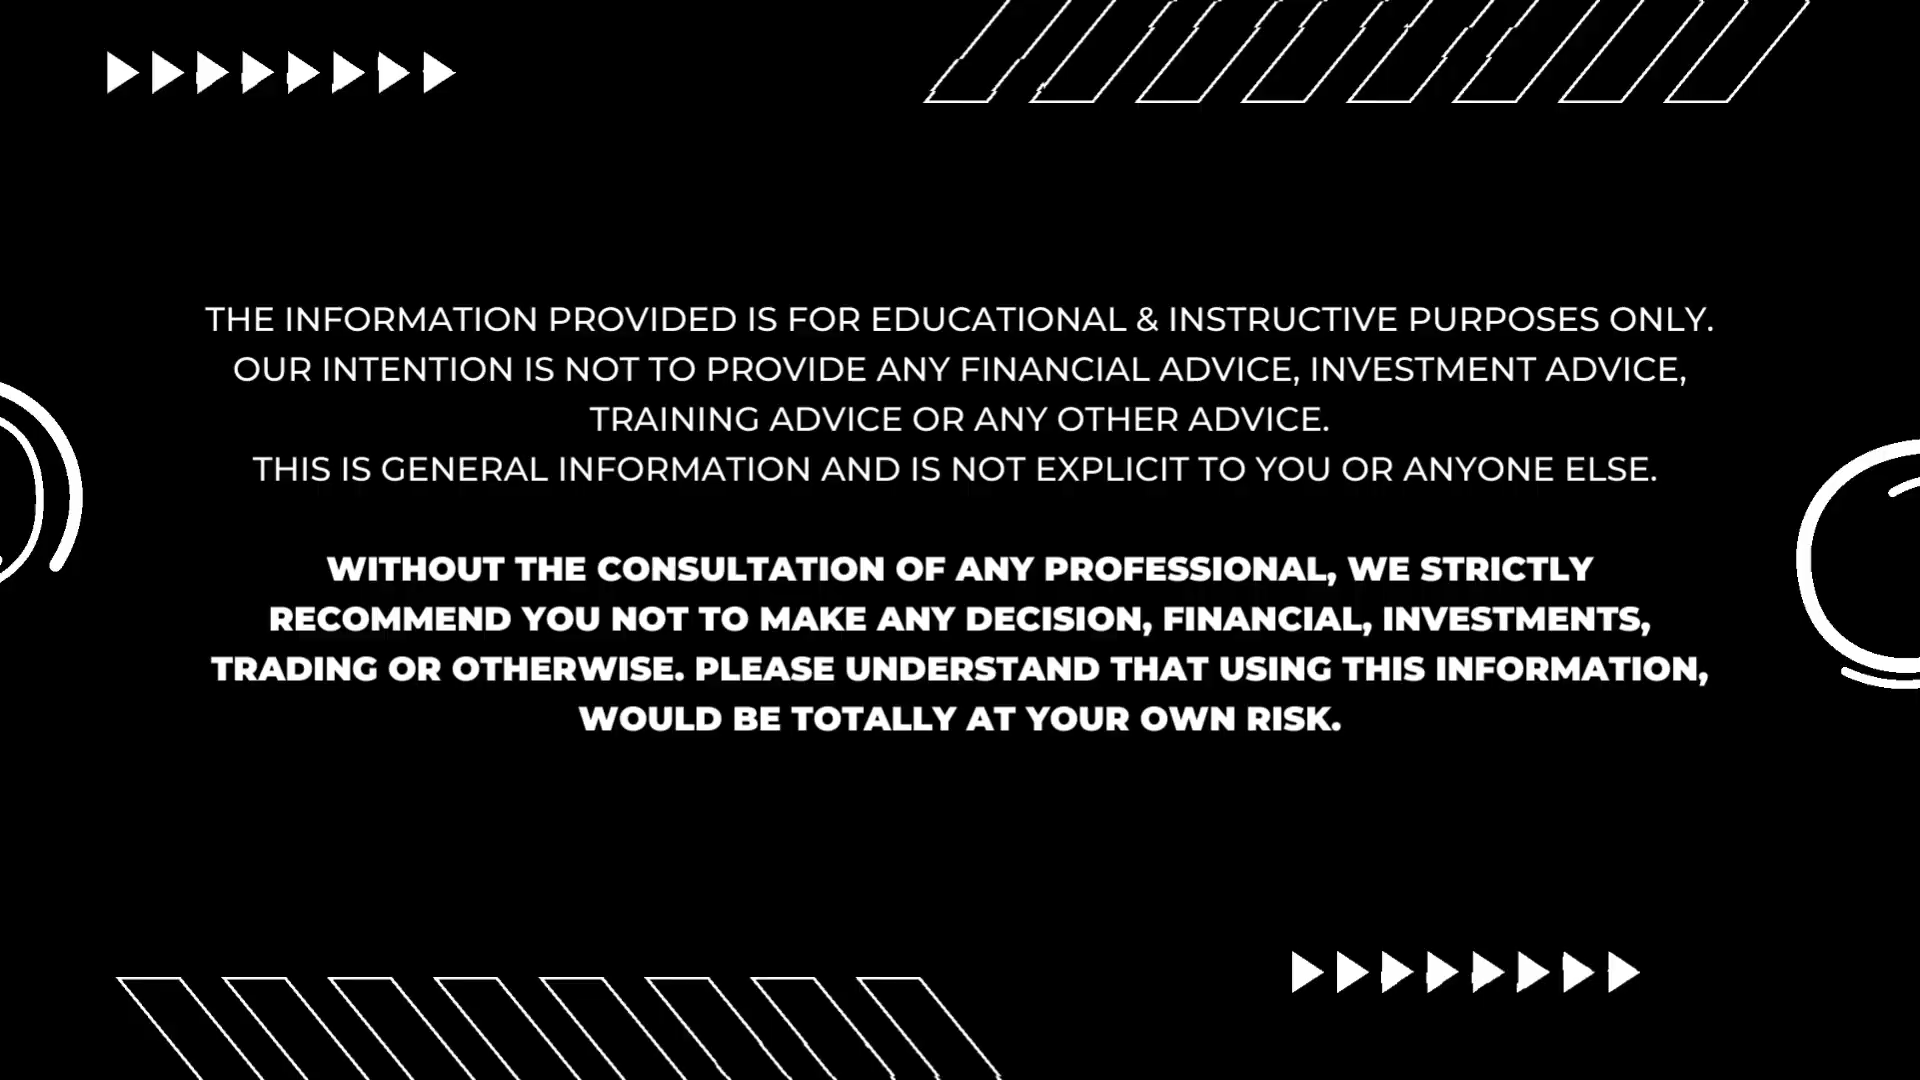 THE INFORMATION PROVIDED IS FOR EDUCATIONAL & INSTRUCTIVE PURPOSES ONLY.
OUR INTENTION IS NOT TO PROVIDE ANY FINANCIAL ADVICE, INVESTMENT ADVICE,
TRAINING ADVICE OR ANY OTHER ADVICE.
THIS IS GENERAL INFORMATION AND IS NOT EXPLICIT TO YOU OR ANYONE ELSE.
WITHOUT THE CONSULTATION OF ANY PROFESSIONAL, WE STRICTLY
RECOMMEND YOU NOT TO MAKE ANY DECISION, FINANCIAL, INVESTMENTS,
TRADING OR OTHERWISE. PLEASE UNDERSTAND THAT USING THIS INFORMATION,
WOULD BE TOTALLY AT YOUR OWN RISK.